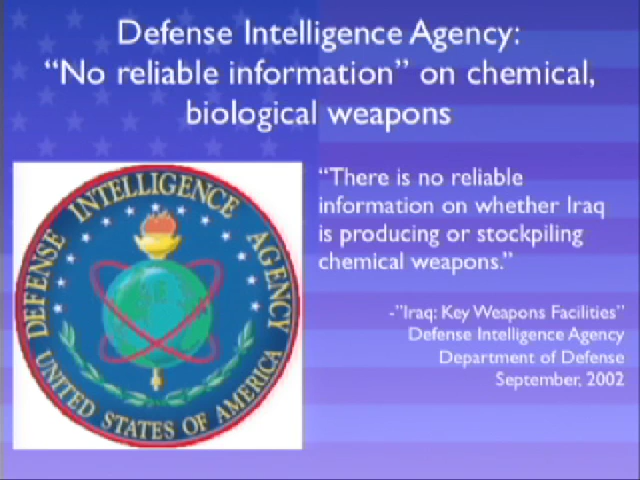 Defense Intelligence Agency:
“No reliable information” on chemical,
biological weapons
DEFENSE INTELLIGENCE AGENCY
UNITED STATES OF AMERICA
“There is no reliable
information on whether Iraq
is producing or stockpiling
chemical weapons.”
-”Iraq: Key Weapons Facilities”
Defense Intelligence Agency
Department of Defense
September, 2002